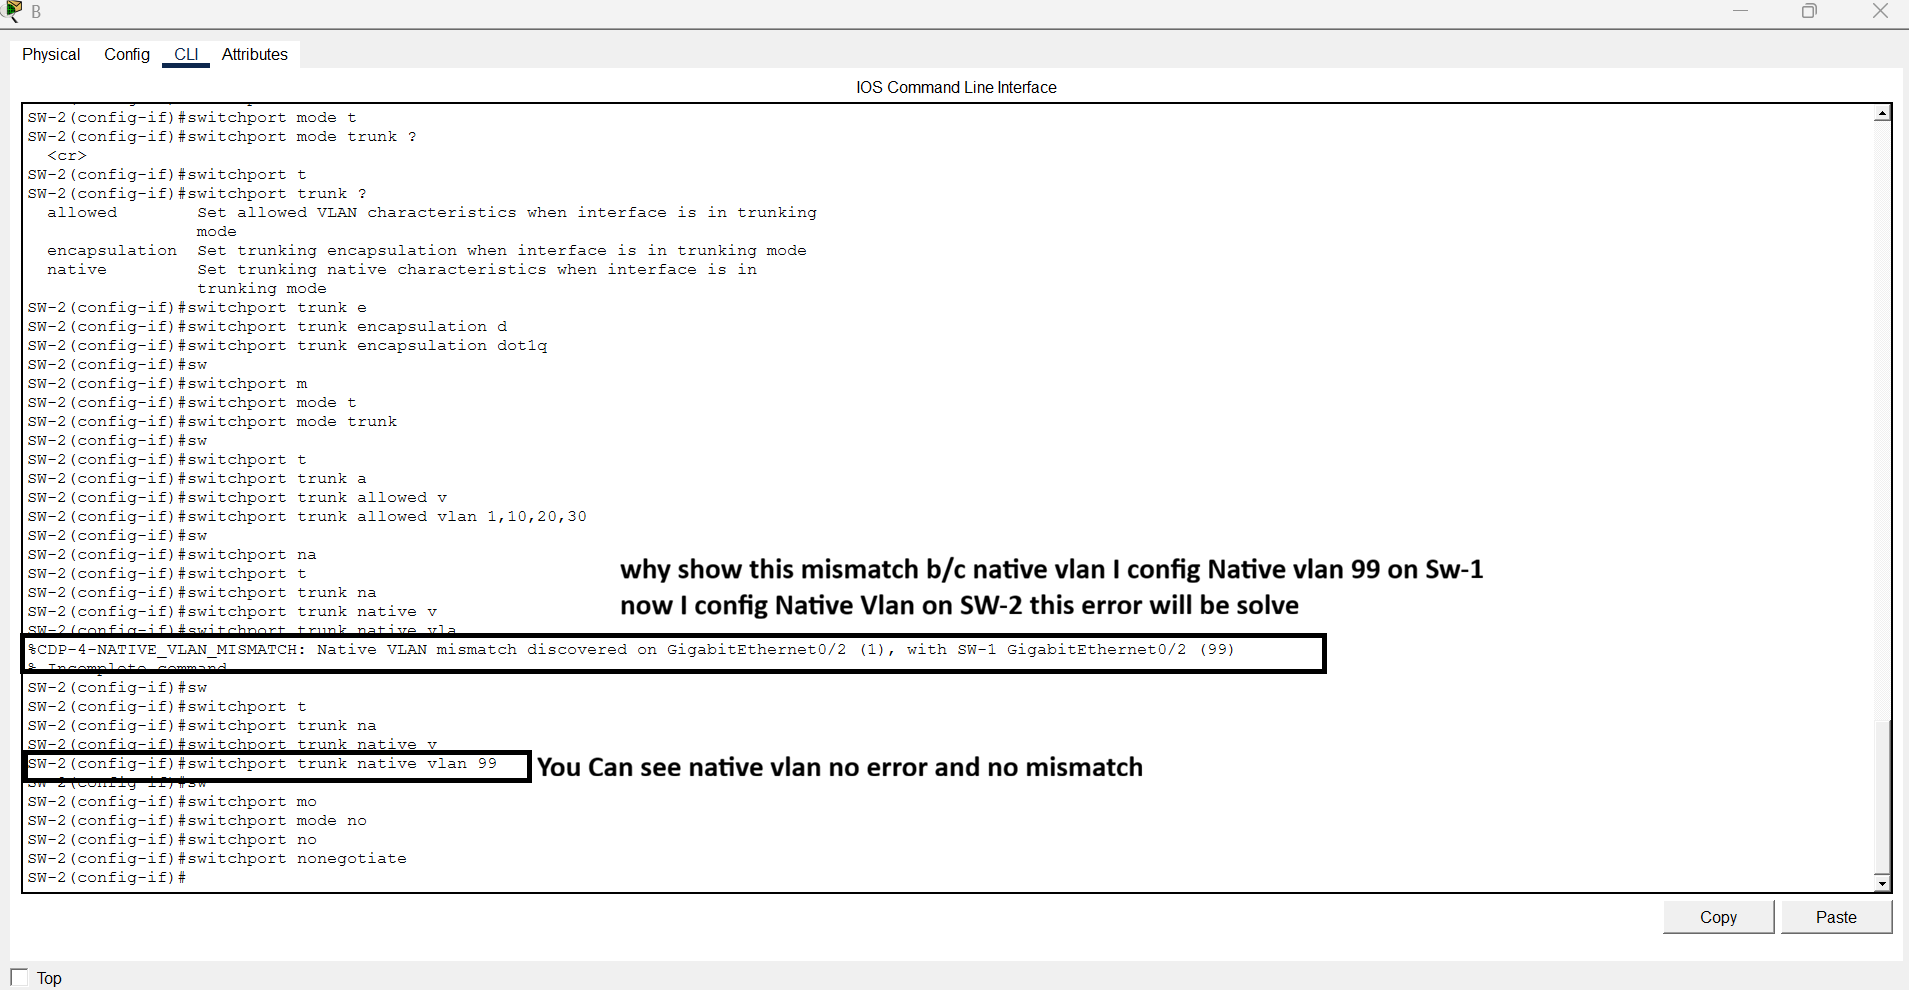 B
Physical Config CLI Attributes
IOS Command Line Interface
SW-2(config-if)#switchport mode t
SW-2(config-if)#switchport mode trunk ?
<cr>
SW-2(config-if)#switchport t
SW-2(config-if)#switchport trunk ?
allowed Set allowed VLAN characteristics when interface is in trunking
mode
encapsulation Set trunking encapsulation when interface is in trunking mode
native Set trunking native characteristics when interface is in
trunking mode
SW-2(config-if)#switchport trunk e
SW-2(config-if)#switchport trunk encapsulation d
SW-2(config-if)#switchport trunk encapsulation dot1q
SW-2(config-if)#sw
SW-2(config-if)#switchport m
SW-2(config-if)#switchport mode t
SW-2(config-if)#switchport mode trunk
SW-2(config-if)#sw
SW-2(config-if)#switchport t
SW-2(config-if)#switchport trunk a
SW-2(config-if)#switchport trunk allowed v
SW-2(config-if)#switchport trunk allowed vlan 1,10,20,30
SW-2(config-if)#sw
SW-2(config-if)#switchport na
SW-2(config-if)#switchport t
SW-2(config-if)#switchport trunk na
SW-2(config-if)#switchport trunk native v
why show this mismatch b/c native vlan I config Native vlan 99 on Sw-1
now I config Native Vlan on SW-2 this error will be solve
SW-2(config-if)#switchport trunk native vla
%CDP-4-NATIVE_VLAN_MISMATCH: Native VLAN mismatch discovered on GigabitEthernet0/2 (1), with SW-1 GigabitEthernet0/2 (99)
% Incomplete command
SW-2(config-if)#sw
SW-2(config-if)#switchport t
SW-2(config-if)#switchport trunk na
SW-2(config-if)#switchport trunk native v
SW-2(config-if)#switchport trunk native vlan 99
You Can see native vlan no error and no mismatch
SW-2(config-if)#sw
SW-2(config-if)#switchport mo
SW-2(config-if)#switchport mode no
SW-2(config-if)#switchport no
SW-2(config-if)#switchport nonegotiate
SW-2(config-if)#
Copy Paste
Top